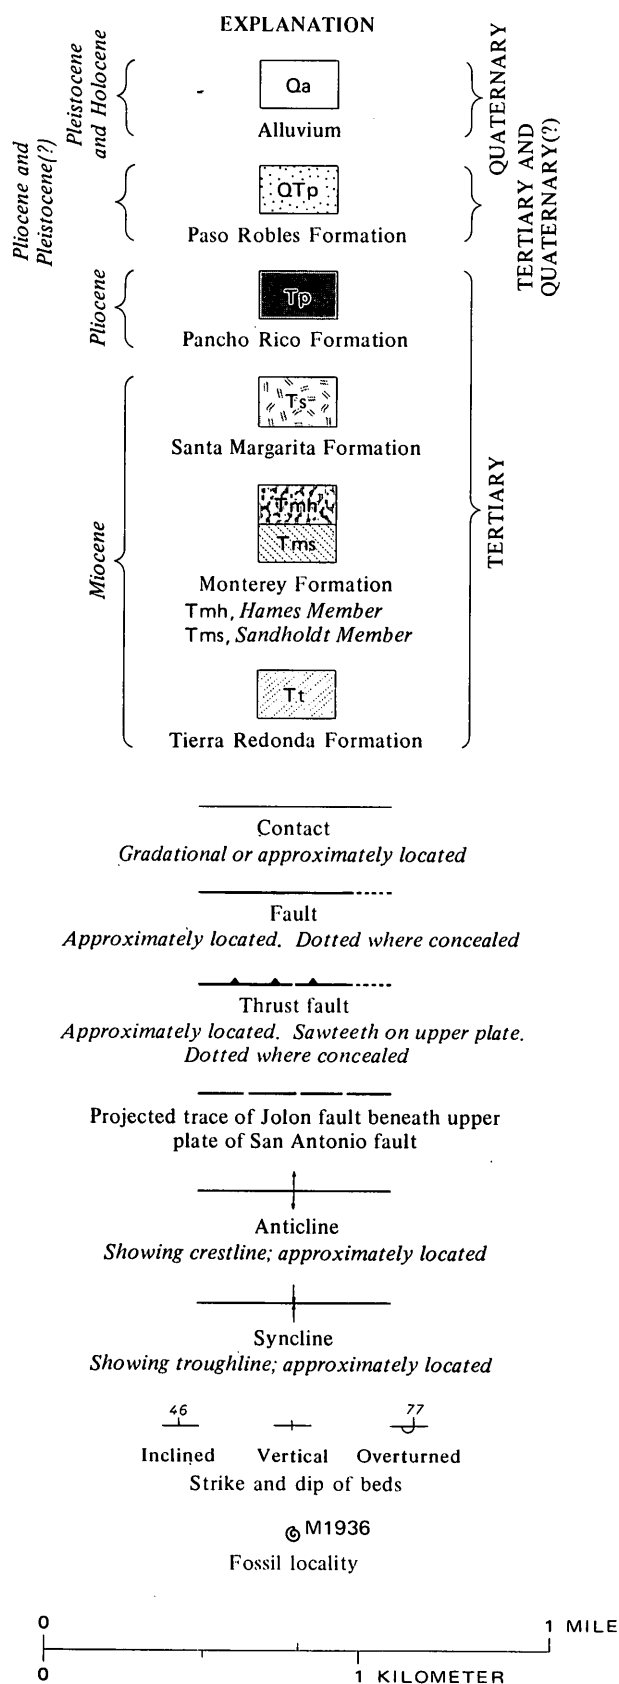 EXPLANATION
Pleistocene
and Holocene
Qa
Alluvium
QUATERNARY
Pliocene and
Pleistocene(?)
QTp
Paso Robles Formation
TERTIARY AND
QUATERNARY(?)
Pliocene
Tp
Pancho Rico Formation
Miocene
Ts
Santa Margarita Formation
Tmh
Tms
Monterey Formation
Tmh, Hames Member
Tms, Sandholdt Member
Tt
Tierra Redonda Formation
TERTIARY
Contact
Gradational or approximately located
Fault
Approximately located. Dotted where concealed
Thrust fault
Approximately located. Sawteeth on upper plate.
Dotted where concealed
Projected trace of Jolon fault beneath upper
plate of San Antonio fault
Anticline
Showing crestline; approximately located
Syncline
Showing troughline; approximately located
46 77
Inclined Vertical Overturned
Strike and dip of beds
M1936
Fossil locality
0 1 MILE
0 1 KILOMETER